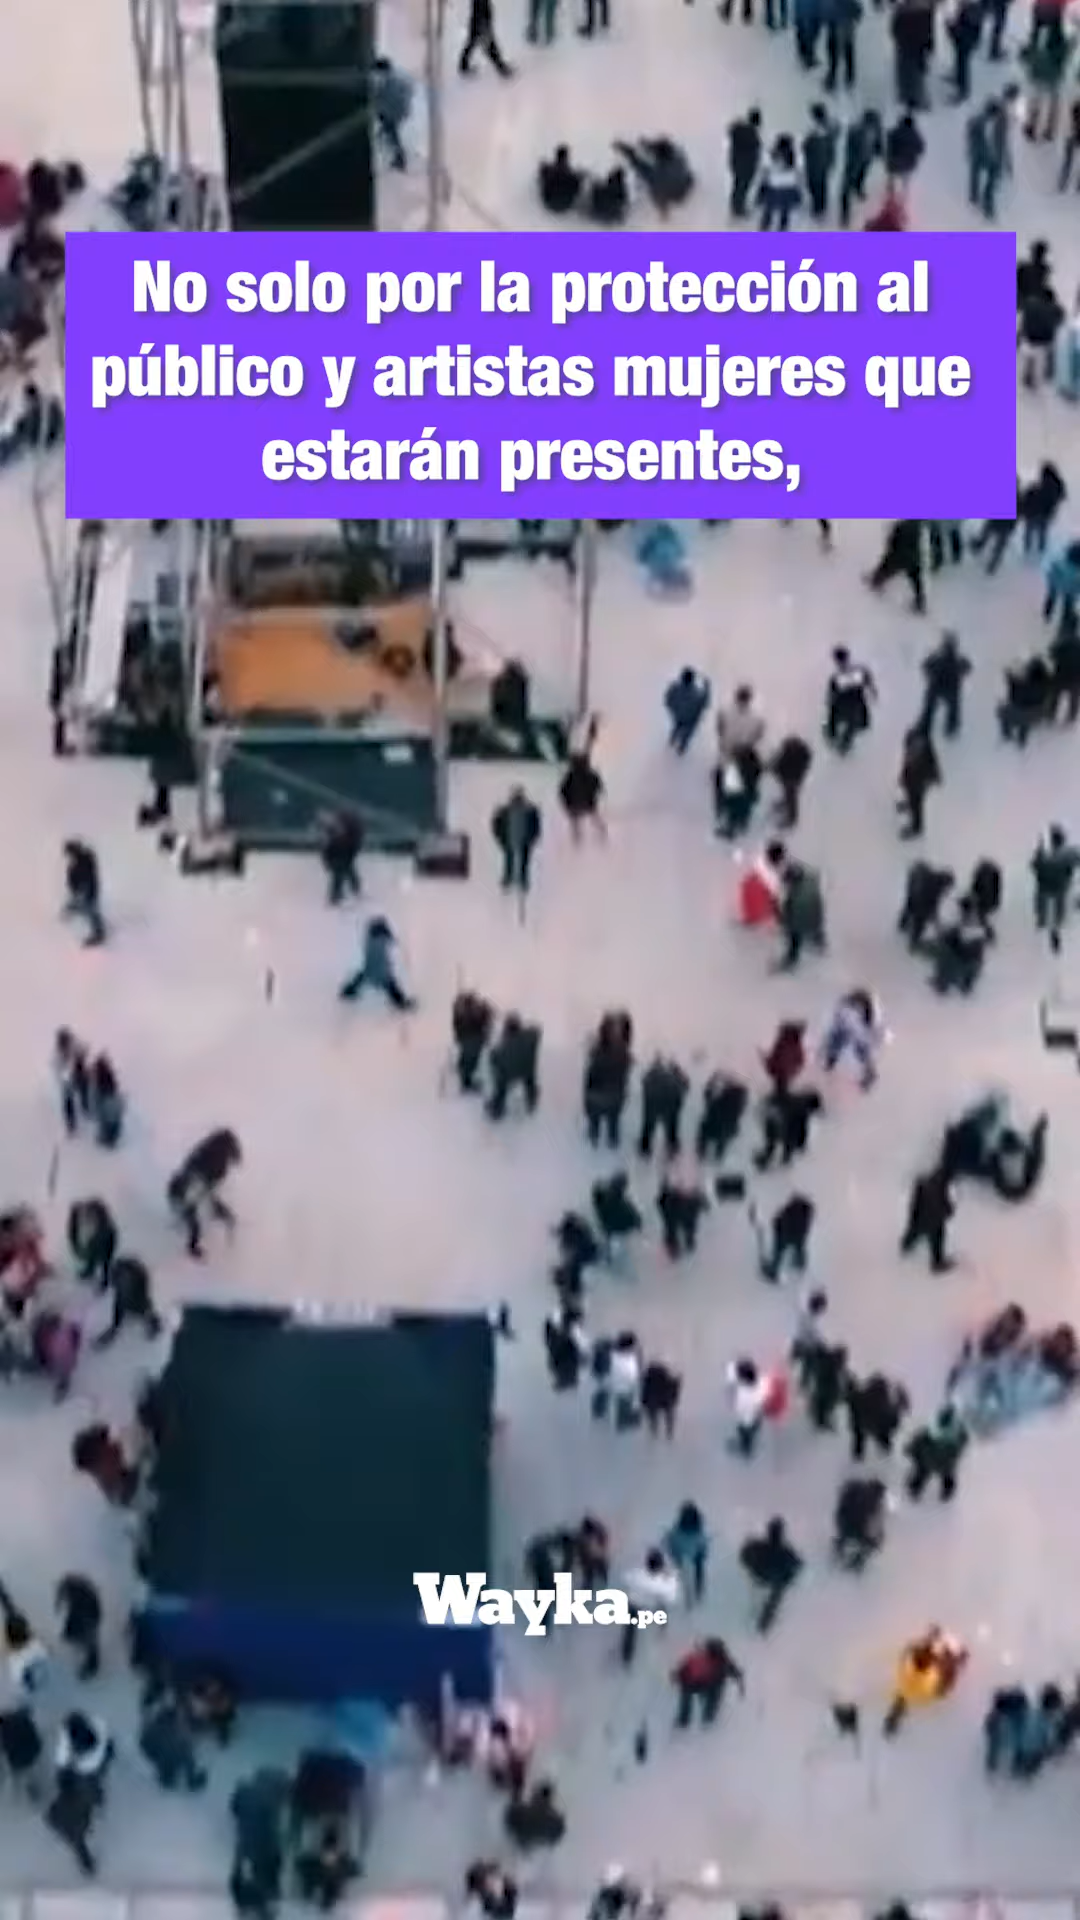 No solo por la protección al
público y artistas mujeres que
estarán presentes,
Wayka.pe